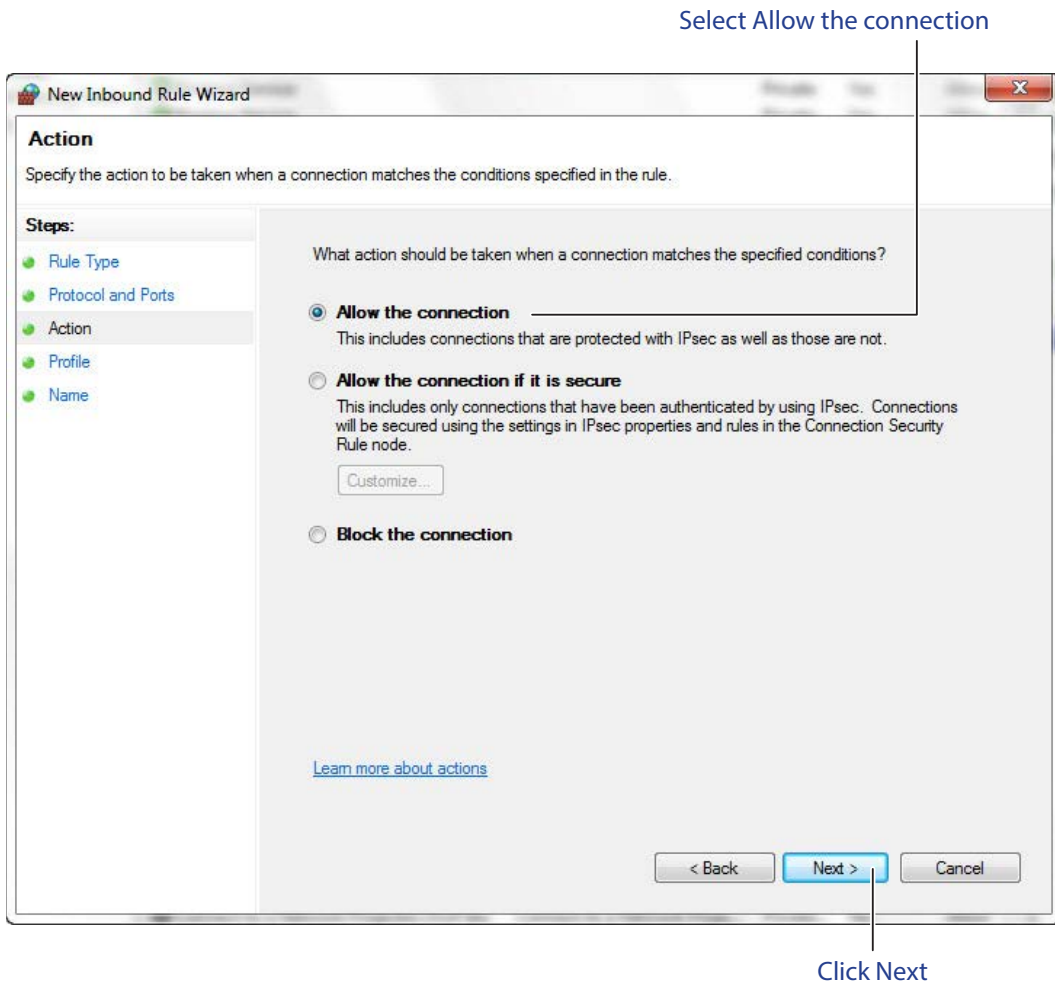 Select Allow the connection
New Inbound Rule Wizard
Action
Specify the action to be taken when a connection matches the conditions specified in the rule.
Steps:
Rule Type
Protocol and Ports
Action
Profile
Name
What action should be taken when a connection matches the specified conditions?
Allow the connection
This includes connections that are protected with IPsec as well as those are not.
Allow the connection if it is secure
This includes only connections that have been authenticated by using IPsec. Connections
will be secured using the settings in IPsec properties and rules in the Connection Security
Rule node.
Customize...
Block the connection
Learn more about actions
< Back
Next >
Cancel
Click Next